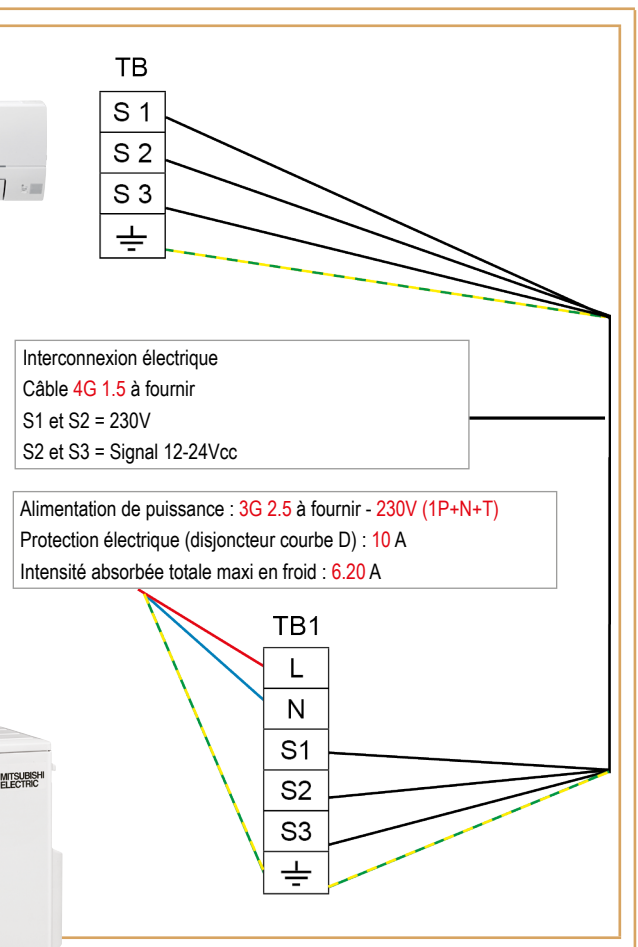 TB
S 1
S 2
S 3
Interconnexion électrique
Câble 4G 1.5 à fournir
S1 et S2 = 230V
S2 et S3 = Signal 12-24Vcc
Alimentation de puissance : 3G 2.5 à fournir - 230V (1P+N+T)
Protection électrique (disjoncteur courbe D) : 10 A
Intensité absorbée totale maxi en froid : 6.20 A
TB1
L
N
S1
S2
S3
MITSUBISHI
ELECTRIC